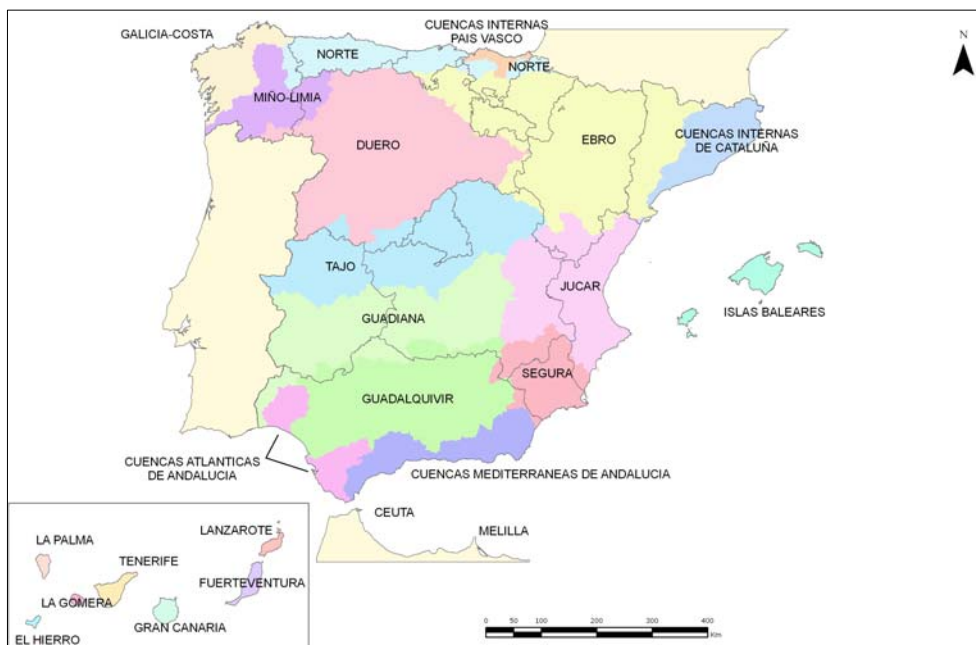 GALICIA-COSTA
CUENCAS INTERNAS
PAIS VASCO
N
NORTE
NORTE
MIÑO-LIMIA
DUERO
EBRO
CUENCAS INTERNAS
DE CATALUÑA
TAJO
JUCAR
ISLAS BALEARES
GUADIANA
SEGURA
GUADALQUIVIR
CUENCAS ATLANTICAS
DE ANDALUCIA
CUENCAS MEDITERRANEAS DE ANDALUCIA
CEUTA
MELILLA
LANZAROTE
LA PALMA
TENERIFE
FUERTEVENTURA
LA GOMERA
GRAN CANARIA
EL HIERRO
0 50 100 200 300 400
Km